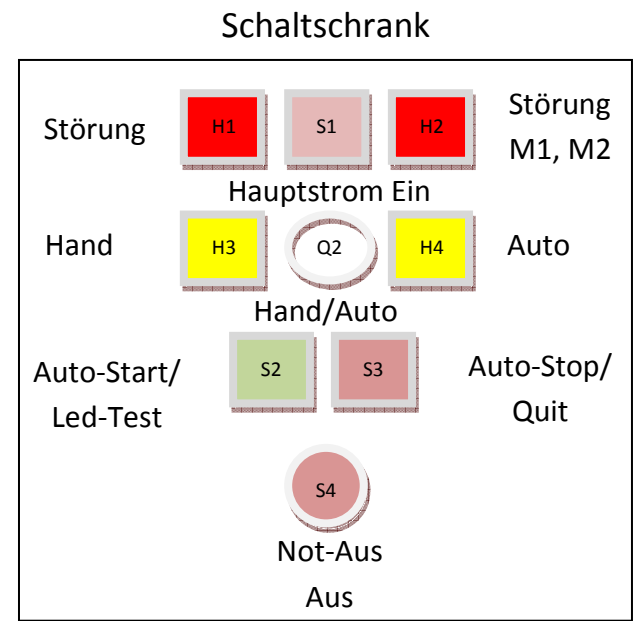 Schaltschrank
Störung H1 S1 H2 Störung
M1, M2
Hauptstrom Ein
Hand H3 Q2 H4 Auto
Hand/Auto
Auto-Start/
Led-Test
S2 S3
Auto-Stop/
Quit
S4
Not-Aus
Aus